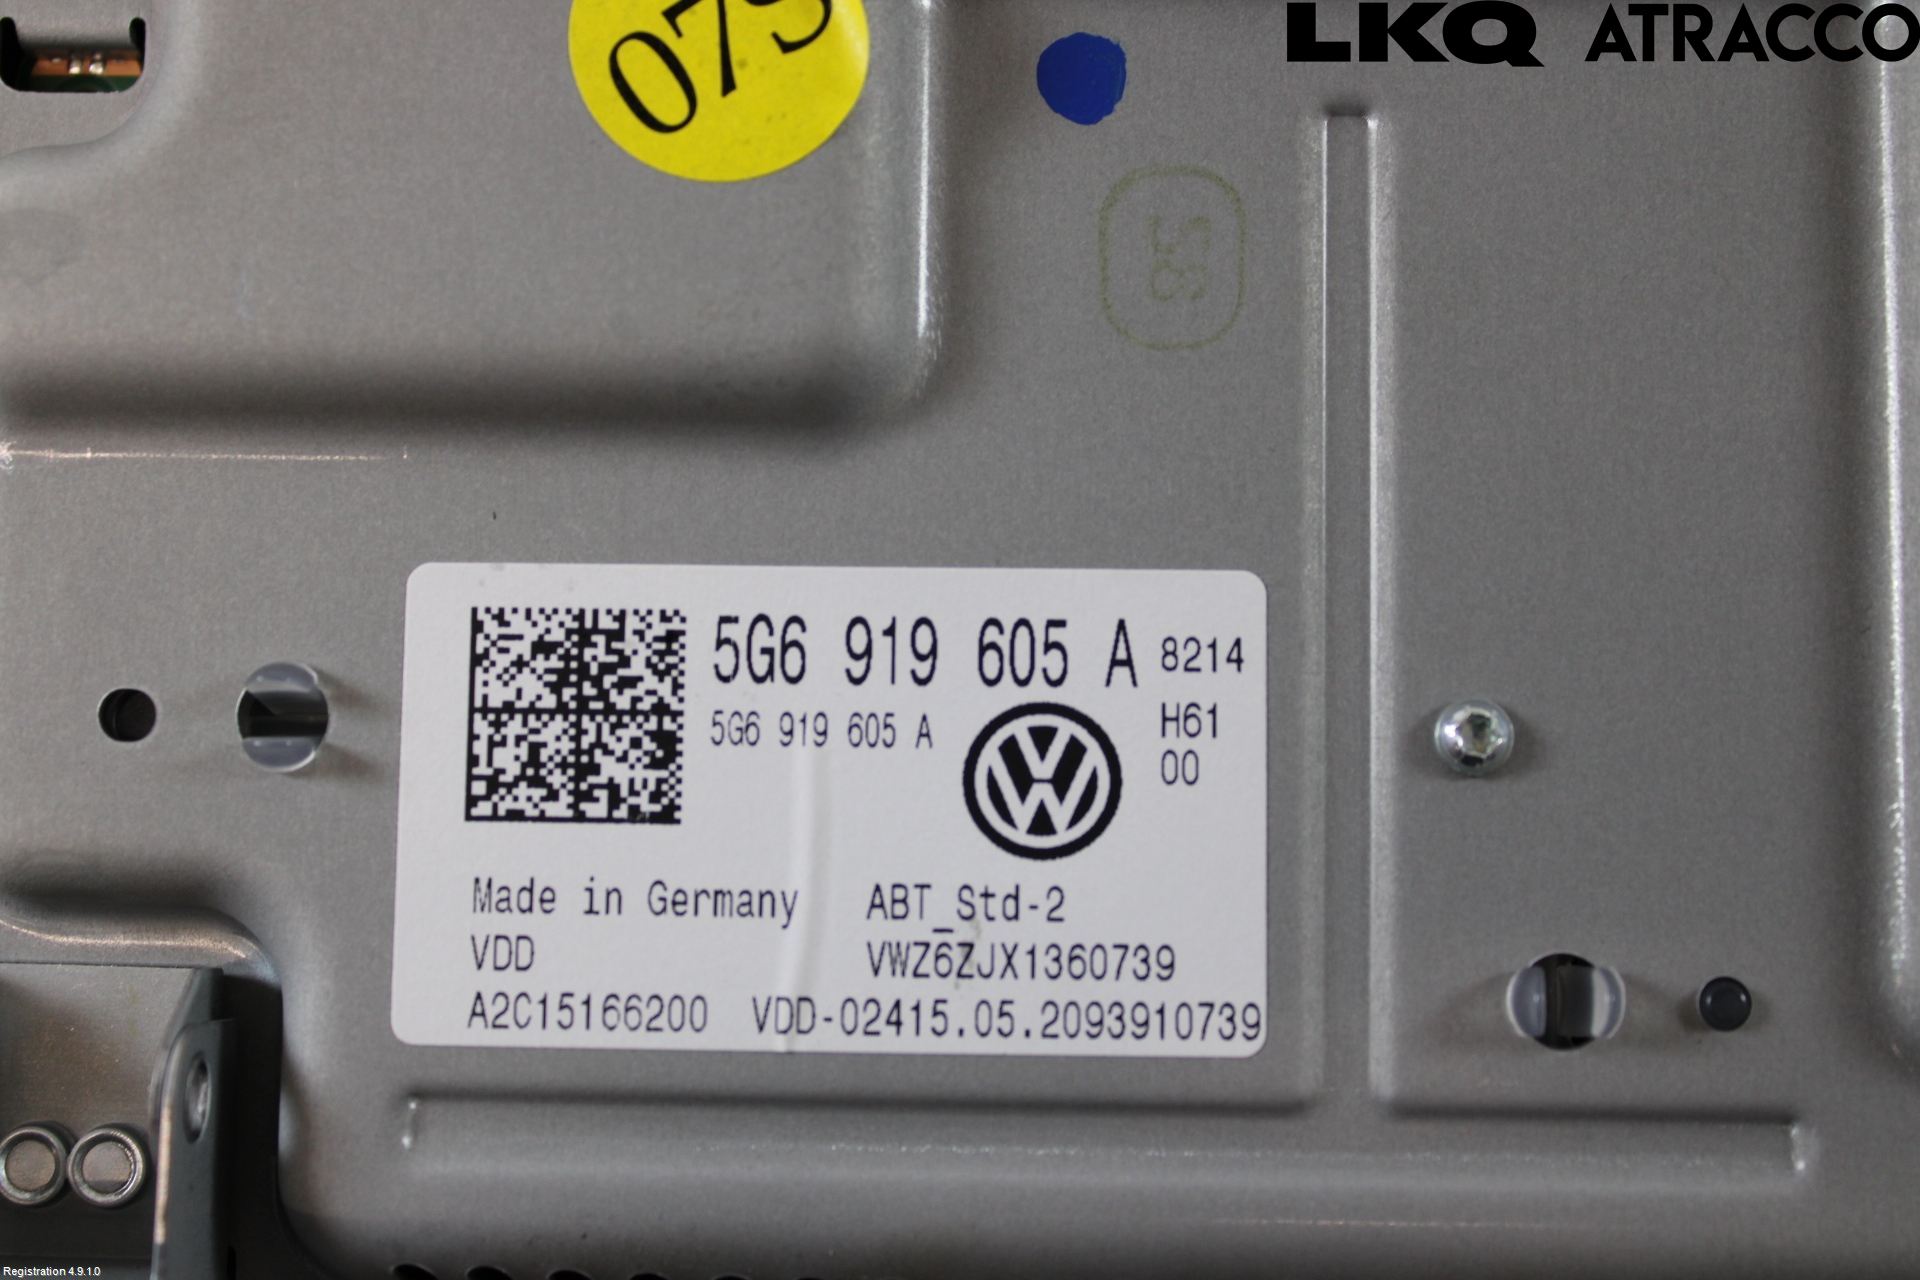 LKQ ATRACCO
5G6 919 605 A 8214
5G6 919 605 A H61
00
Made in Germany ABT_Std-2
VDD VWZ6ZJX1360739
A2C15166200 VDD-02415.05.2093910739
Registration 4.9.1.0